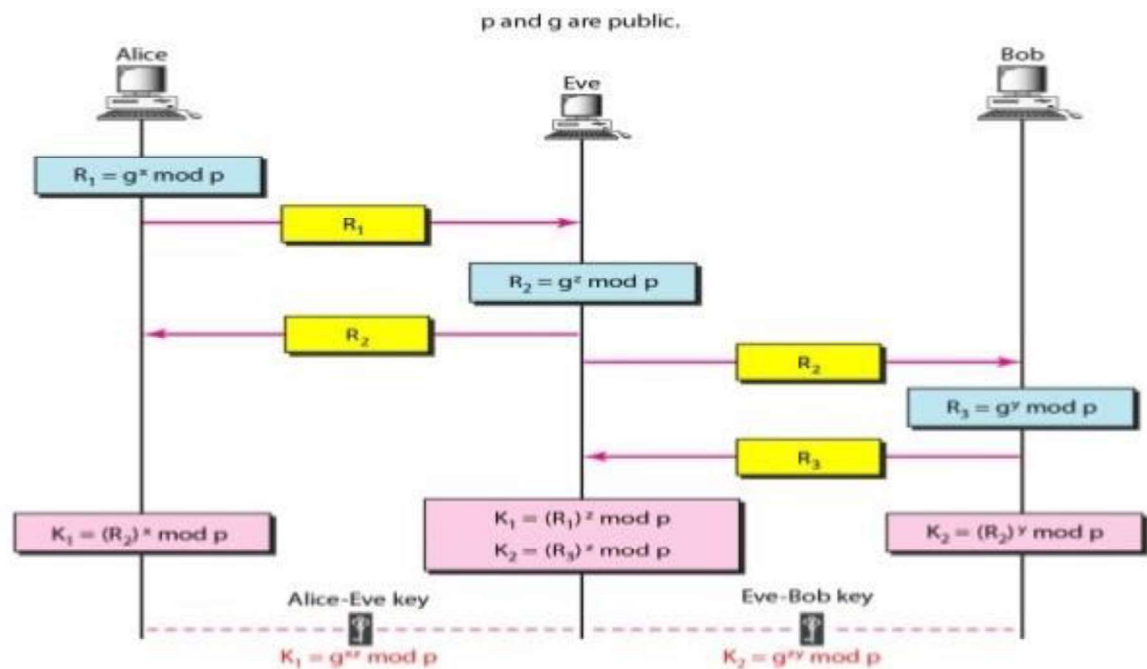 p and g are public.
Alice
Eve
Bob
R₁ = gˣ mod p
R₁
R₂ = gᶻ mod p
R₂
R₂
R₃ = gʸ mod p
R₃
K₁ = (R₂)ˣ mod p
K₁ = (R₁)ᶻ mod p
K₂ = (R₃)ᶻ mod p
K₂ = (R₂)ʸ mod p
Alice-Eve key
Eve-Bob key
K₁ = gˣᶻ mod p
K₂ = gᶻʸ mod p